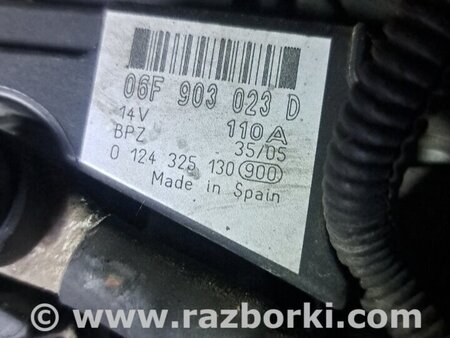 06F 903 023 D
14V 110A
BPZ 35/05
0 124 325 130 900
Made in Spain
www.razborki.com